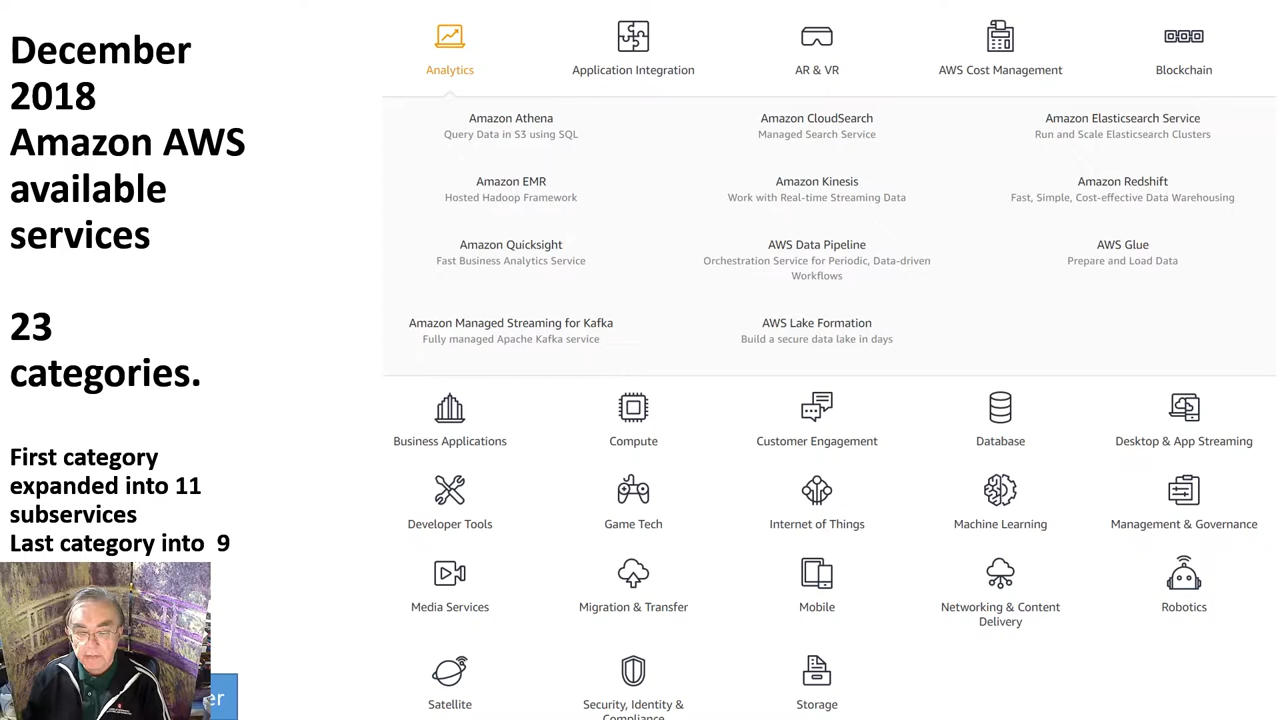 December
2018
Amazon AWS
available
services
23
categories.
First category
expanded into 11
subservices
Last category into 9
er
Analytics
Application Integration
AR & VR
AWS Cost Management
Blockchain
Amazon Athena
Query Data in S3 using SQL
Amazon CloudSearch
Managed Search Service
Amazon Elasticsearch Service
Run and Scale Elasticsearch Clusters
Amazon EMR
Hosted Hadoop Framework
Amazon Kinesis
Work with Real-time Streaming Data
Amazon Redshift
Fast, Simple, Cost-effective Data Warehousing
Amazon Quicksight
Fast Business Analytics Service
AWS Data Pipeline
Orchestration Service for Periodic, Data-driven
Workflows
AWS Glue
Prepare and Load Data
Amazon Managed Streaming for Kafka
Fully managed Apache Kafka service
AWS Lake Formation
Build a secure data lake in days
Business Applications
Compute
Customer Engagement
Database
Desktop & App Streaming
Developer Tools
Game Tech
Internet of Things
Machine Learning
Management & Governance
Media Services
Migration & Transfer
Mobile
Networking & Content
Delivery
Robotics
Satellite
Security, Identity &
Compliance
Storage